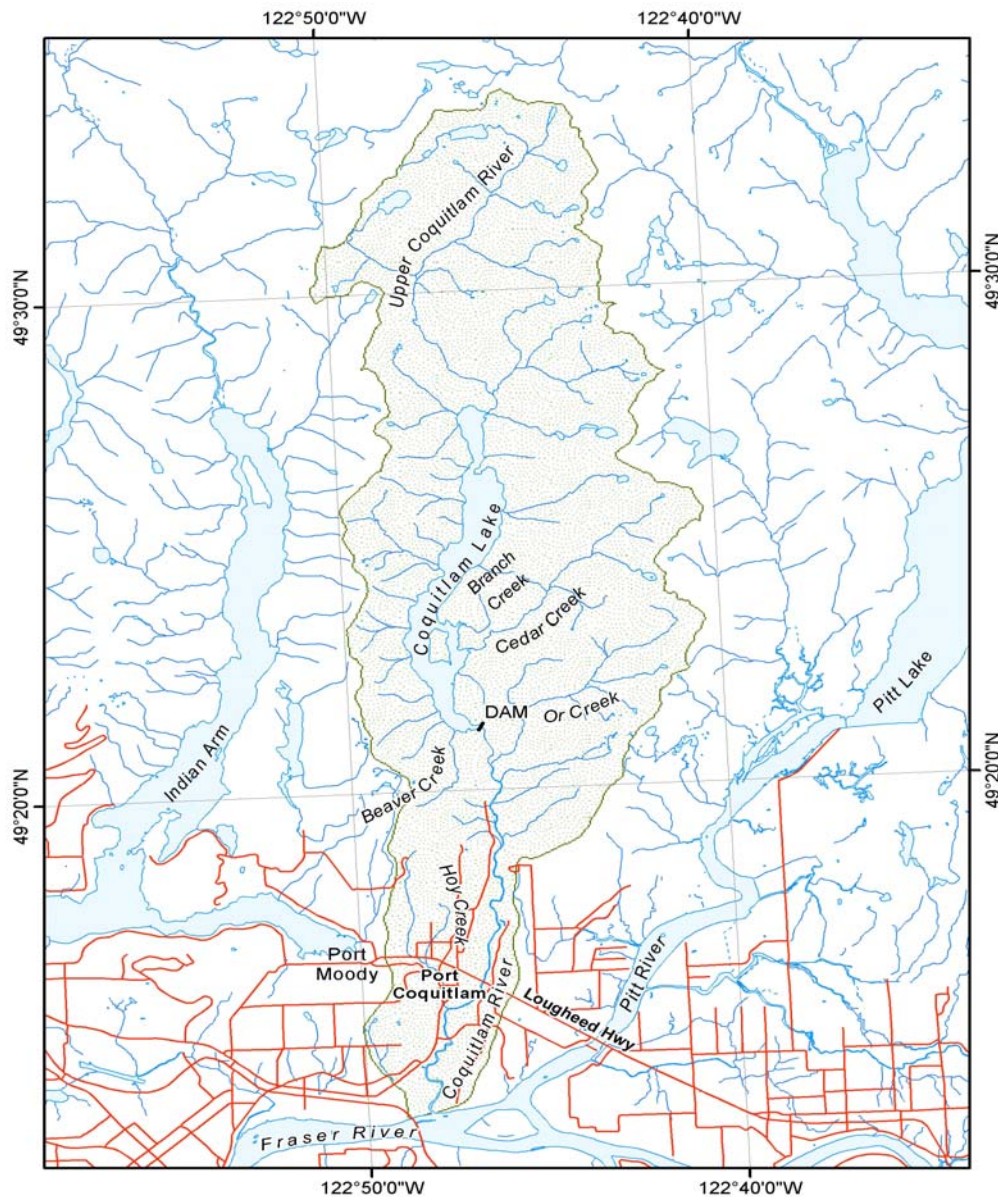 122°50'0"W
122°40'0"W
Upper Coquitlam River
49°30'0"N
49°30'0"N
Coquitlam Lake
Branch
Creek
Cedar Creek
Pitt Lake
DAM
Or Creek
Indian Arm
49°20'0"N
49°20'0"N
Beaver Creek
Hoy Creek
Port
Moody
Port
Coquitlam
Coquitlam River
Lougheed Hwy
Pitt River
Fraser River
122°50'0"W
122°40'0"W